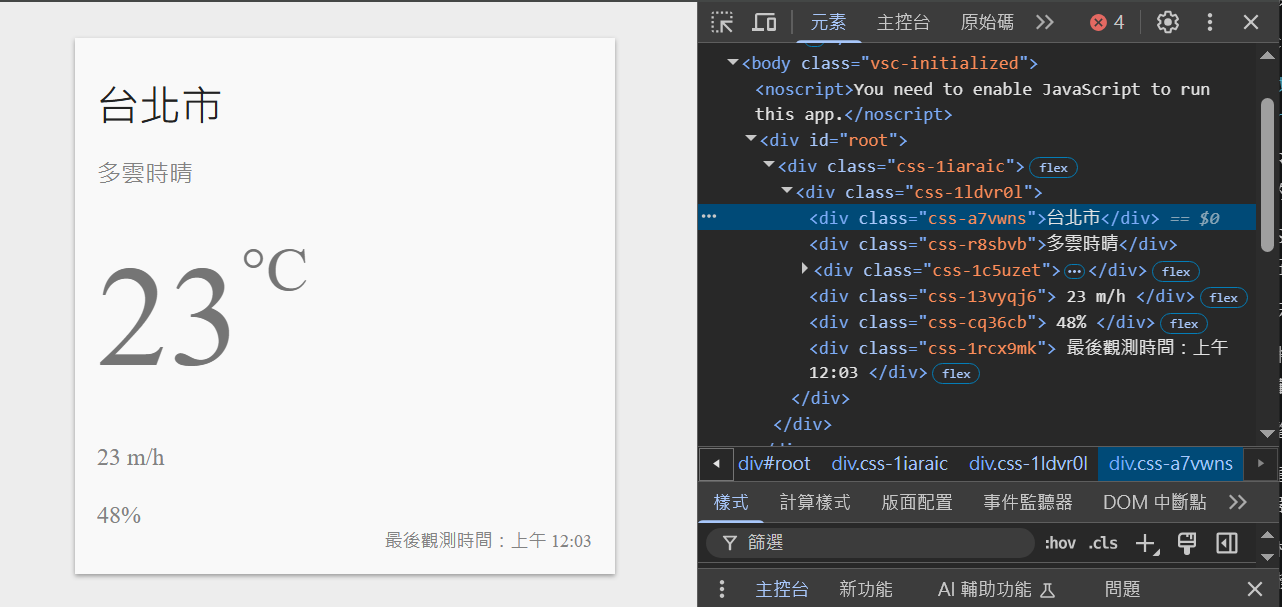 台北市
多雲時晴
23 °C
23 m/h
48%
最後觀測時間：上午 12:03
元素 主控台 原始碼 4
<body class="vsc-initialized">
<noscript>You need to enable JavaScript to run
this app.</noscript>
<div id="root">
<div class="css-1iaraic"> flex
<div class="css-1ldvr0l">
<div class="css-a7vwns">台北市</div> == $0
<div class="css-r8sbvb">多雲時晴</div>
<div class="css-1c5uzet">…</div> flex
<div class="css-13vyqj6"> 23 m/h </div> flex
<div class="css-cq36cb"> 48% </div> flex
<div class="css-1rcx9mk"> 最後觀測時間：上午
12:03 </div> flex
</div>
</div>
div#root div.css-1iaraic div.css-1ldvr0l div.css-a7vwns
樣式 計算樣式 版面配置 事件監聽器 DOM 中斷點
篩選 :hov .cls
主控台 新功能 AI 輔助功能 問題